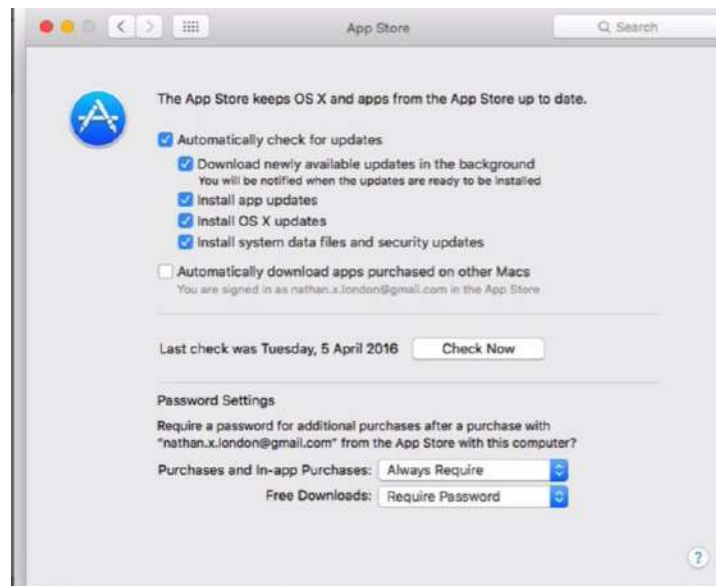 App Store
Search
The App Store keeps OS X and apps from the App Store up to date.
Automatically check for updates
Download newly available updates in the background
You will be notified when the updates are ready to be installed
Install app updates
Install OS X updates
Install system data files and security updates
Automatically download apps purchased on other Macs
You are signed in as nathan.x.london@gmail.com in the App Store
Last check was Tuesday, 5 April 2016 Check Now
Password Settings
Require a password for additional purchases after a purchase with
"nathan.x.london@gmail.com" from the App Store with this computer?
Purchases and In-app Purchases: Always Require
Free Downloads: Require Password
?